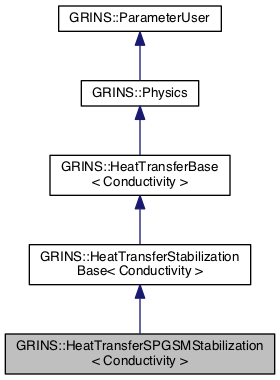 GRINS::ParameterUser
GRINS::Physics
GRINS::HeatTransferBase
< Conductivity >
GRINS::HeatTransferStabilization
Base< Conductivity >
GRINS::HeatTransferSPGSMStabilization
< Conductivity >